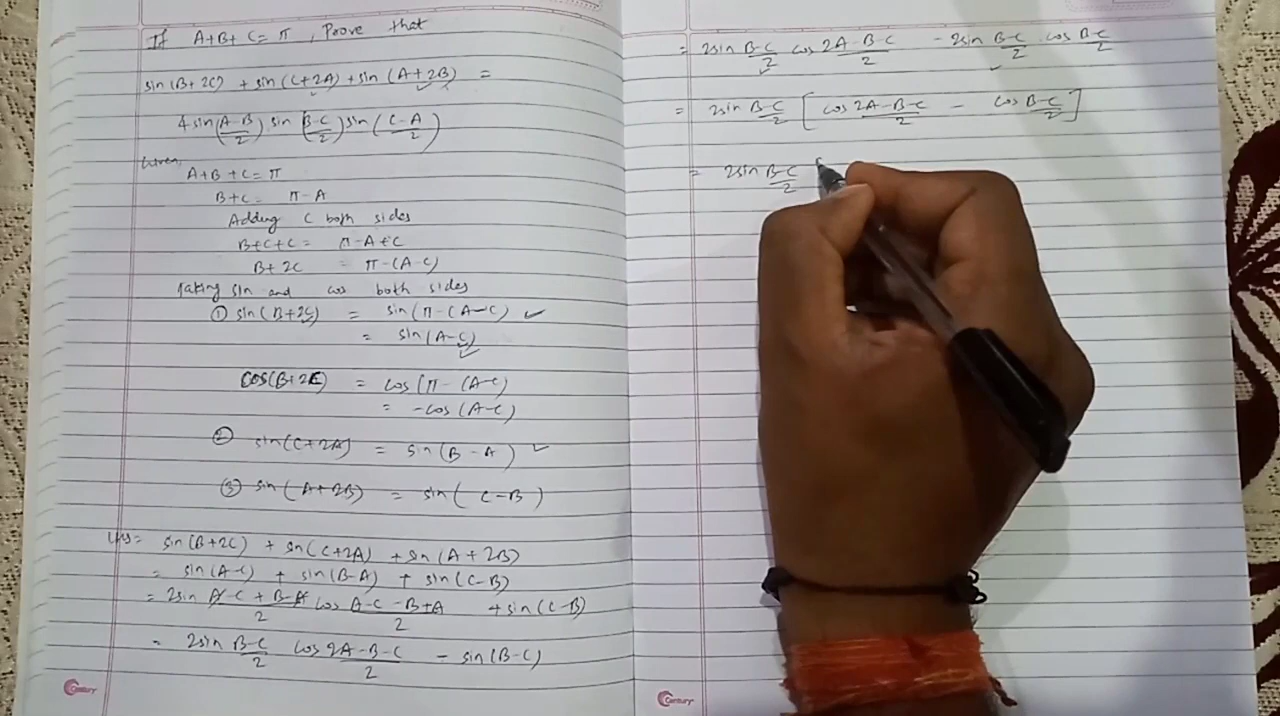 If A+B+C = π, Prove that
sin(B+2C) + sin(C+2A) + sin(A+2B) =
4 sin(A-B/2) sin(B-C/2) sin(C-A/2)
Given,
A+B+C = π
B+C = π-A
Adding C both sides
B+C+C = π-A+C
B+2C = π-(A-C)
Taking sin and cos both sides
① sin(B+2C) = sin(π-(A-C) ✓
= sin(A-C)
cos(B+2C) = cos(π-(A-C)
= -cos(A-C)
② sin(C+2A) = sin(B-A) ✓
③ sin(A+2B) = sin(C-B)
LHS= sin(B+2C) + sin(C+2A) + sin(A+2B)
= sin(A-C) + sin(B-A) + sin(C-B)
= 2sin A-C+B-A/2 cos A-C-B+A/2 + sin(C-B)
= 2sin B-C/2 cos 2A-B-C/2 - sin(B-C)
Century
= 2sin B-C/2 cos 2A-B-C/2 - 2sin B-C/2 . cos B-C/2
= 2sin B-C/2 [cos 2A-B-C/2 - cos B-C/2]
= 2sin B-C/2
Century